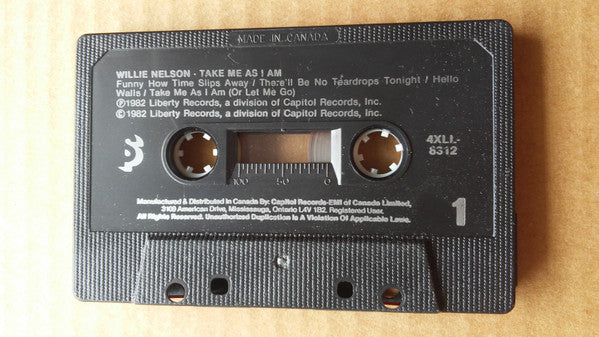 MADE IN CANADA
WILLIE NELSON · TAKE ME AS I AM
Funny How Time Slips Away / There'll Be No Teardrops Tonight / Hello
Walls / Take Me As I Am (Or Let Me Go)
℗1982 Liberty Records, a division of Capitol Records, Inc.
©1982 Liberty Records, a division of Capitol Records, Inc.
4XLL-
8312
100 50 0
Manufactured & Distributed in Canada By: Capitol Records-EMI of Canada Limited,
3109 American Drive, Mississauga, Ontario L4V 1B2. Registered User.
All Rights Reserved. Unauthorized Duplication Is A Violation Of Applicable Laws.
1